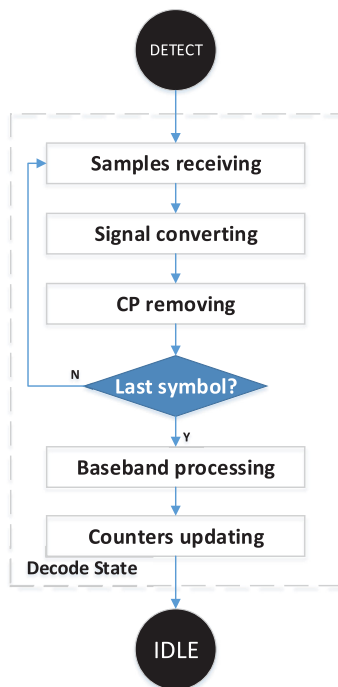 DETECT
Samples receiving
Signal converting
CP removing
Last symbol?
N
Y
Baseband processing
Counters updating
Decode State
IDLE